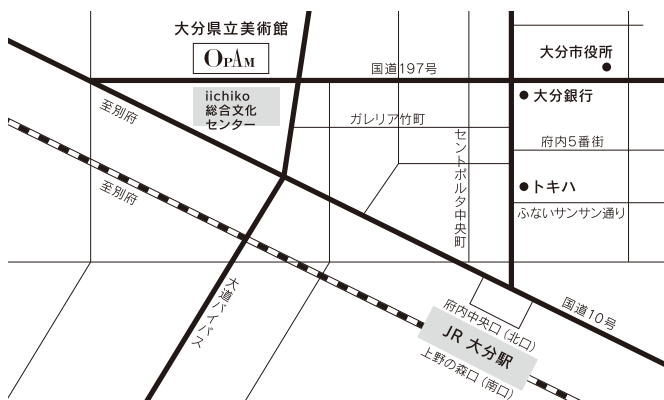 大分県立美術館
OPAM
国道197号
大分市役所
iichiko
総合文化
センター
大分銀行
至別府
ガレリア竹町
セントポルタ中央町
府内5番街
トキハ
ふないサンサン通り
至別府
大道バイパス
府内中央口(北口)
国道10号
JR 大分駅
上野の森口(南口)